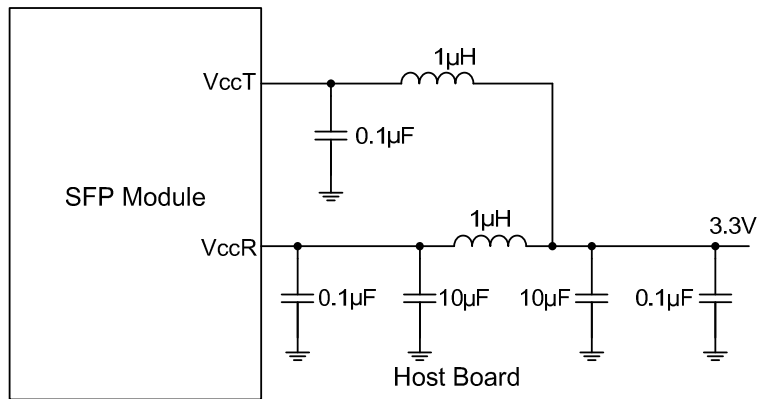 1µH
VccT
0.1µF
SFP Module
1µH
3.3V
VccR
0.1µF
10µF
10µF
0.1µF
Host Board